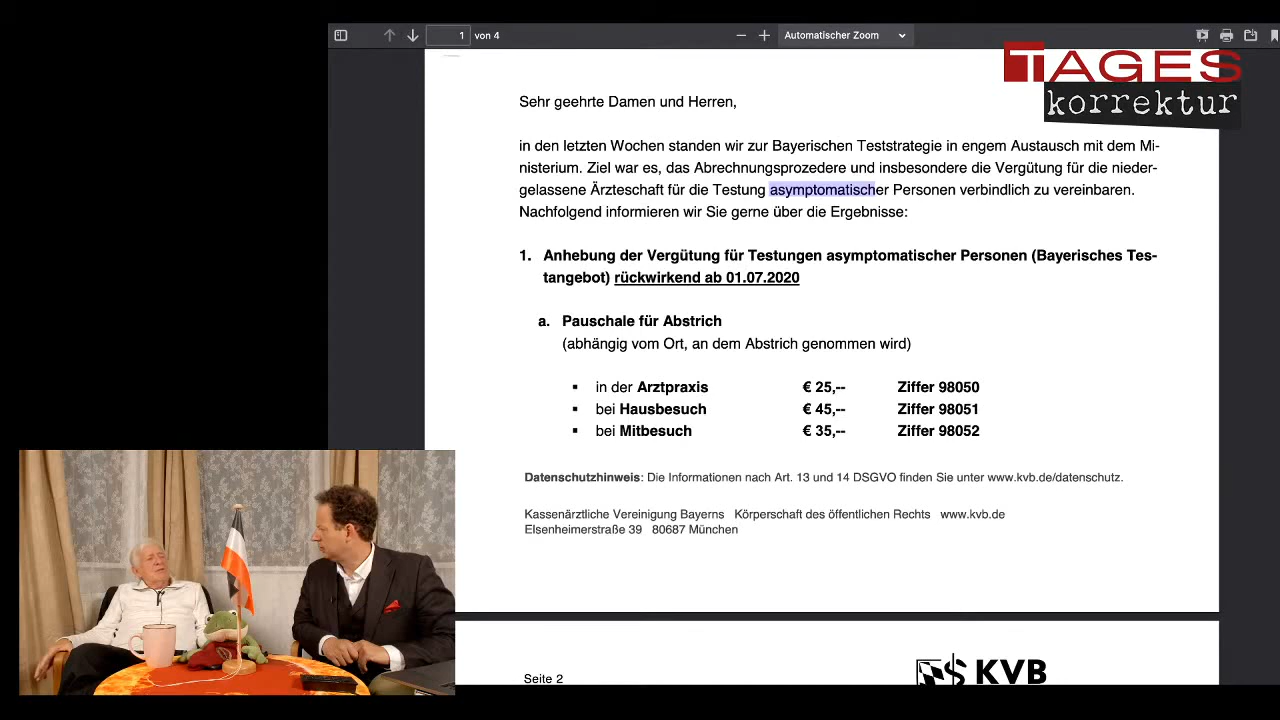 1 von 4 Automatischer Zoom
TAGES
korrektur
Sehr geehrte Damen und Herren,
in den letzten Wochen standen wir zur Bayerischen Teststrategie in engem Austausch mit dem Mi-
nisterium. Ziel war es, das Abrechnungsprozedere und insbesondere die Vergütung für die nieder-
gelassene Ärzteschaft für die Testung asymptomatischer Personen verbindlich zu vereinbaren.
Nachfolgend informieren wir Sie gerne über die Ergebnisse:
1. Anhebung der Vergütung für Testungen asymptomatischer Personen (Bayerisches Tes-
tangebot) rückwirkend ab 01.07.2020
a. Pauschale für Abstrich
(abhängig vom Ort, an dem Abstrich genommen wird)
▪ in der Arztpraxis € 25,-- Ziffer 98050
▪ bei Hausbesuch € 45,-- Ziffer 98051
▪ bei Mitbesuch € 35,-- Ziffer 98052
Datenschutzhinweis: Die Informationen nach Art. 13 und 14 DSGVO finden Sie unter www.kvb.de/datenschutz.
Kassenärztliche Vereinigung Bayerns Körperschaft des öffentlichen Rechts www.kvb.de
Elsenheimerstraße 39 80687 München
Seite 2
KVB